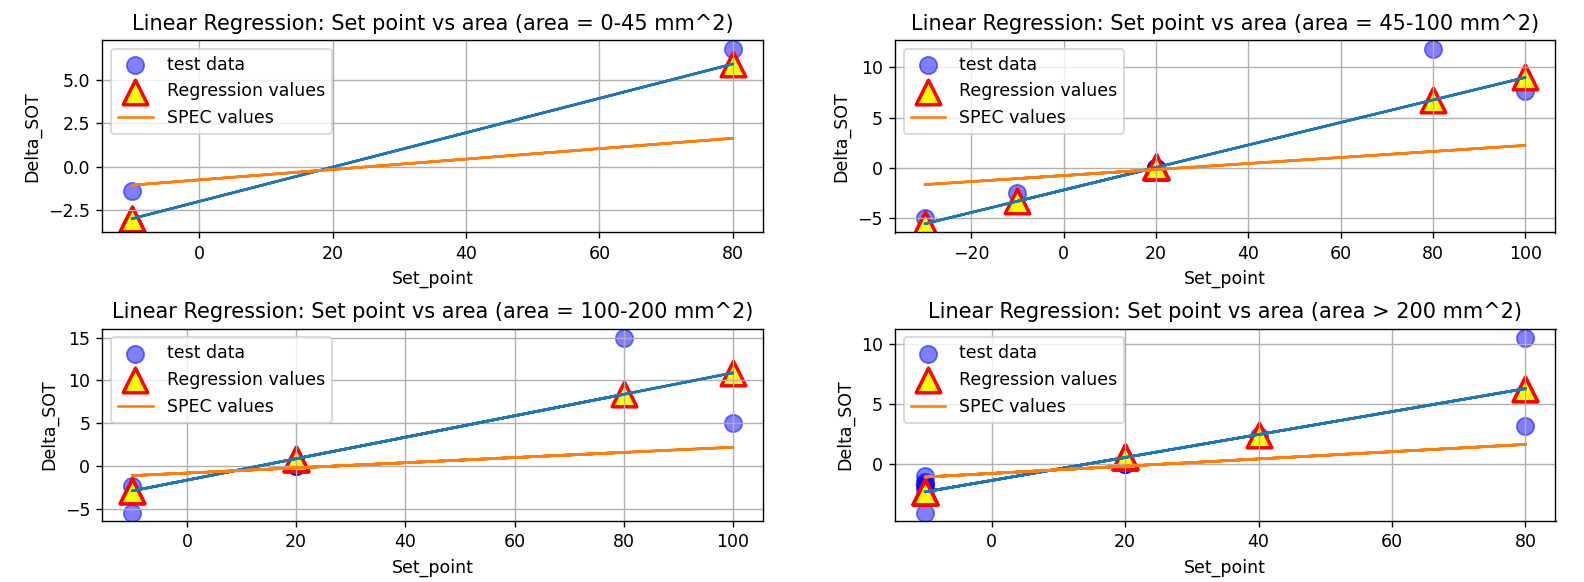 Linear Regression: Set point vs area (area = 0-45 mm^2)
test data
Regression values
SPEC values
Delta_SOT
5.0
2.5
0.0
−2.5
0 20 40 60 80
Set_point
Linear Regression: Set point vs area (area = 45-100 mm^2)
test data
Regression values
SPEC values
Delta_SOT
10
5
0
−5
−20 0 20 40 60 80 100
Set_point
Linear Regression: Set point vs area (area = 100-200 mm^2)
test data
Regression values
SPEC values
Delta_SOT
15
10
5
0
−5
0 20 40 60 80 100
Set_point
Linear Regression: Set point vs area (area > 200 mm^2)
test data
Regression values
SPEC values
Delta_SOT
10
5
0
0 20 40 60 80
Set_point